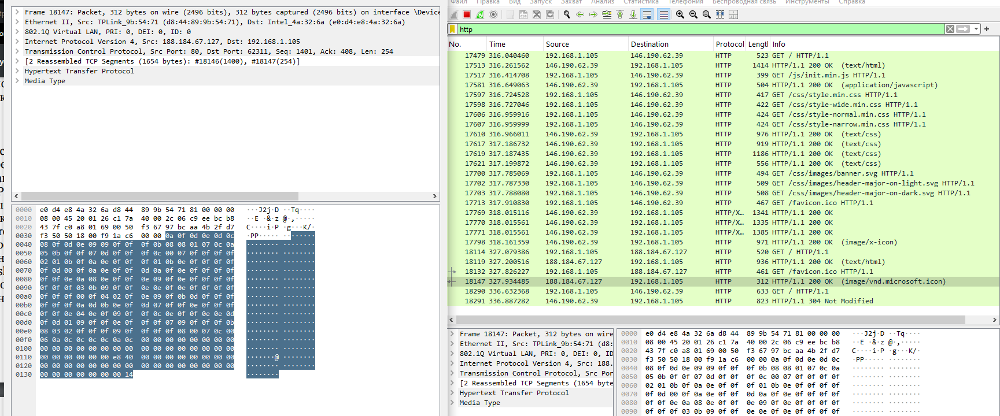 Frame 18147: Packet, 312 bytes on wire (2496 bits), 312 bytes captured (2496 bits) on interface \Device
Ethernet II, Src: TPLink_9b:54:71 (d8:44:89:9b:54:71), Dst: Intel_4a:32:6a (e0:d4:e8:4a:32:6a)
802.1Q Virtual LAN, PRI: 0, DEI: 0, ID: 0
Internet Protocol Version 4, Src: 188.184.67.127, Dst: 192.168.1.105
Transmission Control Protocol, Src Port: 80, Dst Port: 62311, Seq: 1401, Ack: 408, Len: 254
[2 Reassembled TCP Segments (1654 bytes): #18146(1400), #18147(254)]
Hypertext Transfer Protocol
Media Type
0000 e0 d4 e8 4a 32 6a d8 44 89 9b 54 71 81 00 00 00 ···J2j·D ··Tq····
0010 08 00 45 20 01 26 c1 7a 40 00 2c 06 c9 ee bc b8 ··E ·&·z @·,·····
0020 43 7f c0 a8 01 69 00 50 f3 67 97 bc aa 4b 2f d7 C····i·P ·g···K/·
0030 f3 50 50 18 00 f9 1a c6 00 00 0a 0f 0d 0e 0d 0c ·PP····· ········
0040 08 0f 0d 0e 09 09 0f 0f 0f 0b 08 08 01 07 0c 0a ········ ········
0050 05 0b 0f 0f 07 0d 0f 0f 0f 0c 00 07 0f 0f 0f 0f ········ ········
0060 02 01 0b 0f 0a 0e 0f 0f 0f 01 0b 0e 0f 0f 0f 0f ········ ········
0070 0f 0d 00 0f 0a 0e 0f 0f 0d 0a 0f 0e 0f 0f 0f 0f ········ ········
0080 0f 0f 0e 0a 08 0e 0f 0f 0e 09 0f 0e 0f 0f 0f 0f ········ ········
0090 0f 0f 0f 03 0b 09 0f 0f 0e 0e 0f 0e 0f 0f 0f 0f ········ ········
00a0 0f 0f 00 00 0f 04 02 0f 0e 09 0f 0b 0d 0f 0f 0f ········ ········
00b0 0f 0f 0f 0a 0d 0b 0e 0f 0d 07 0f 0f 0e 0f 0f 0f ········ ········
00c0 0f 0f 0e 04 0e 0f 09 0f 0f 0c 0f 0e 0f 0e 0e 0d ········ ········
00d0 0f 0d 01 09 0f 0f 0e 0f 0f 0f 07 09 0f 0f 0f 0b ········ ········
00e0 08 03 02 0f 0f 0f 09 0f 0f 0f 0f 08 00 07 0c 00 ········ ········
00f0 06 0a 0c 0c 0c 0c 0a 0c 00 00 00 00 00 00 00 00 ········ ········
0100 00 00 00 00 00 00 00 00 00 00 00 00 00 00 00 00 ········ ········
0110 00 00 00 00 00 00 e8 40 00 00 00 00 00 00 00 00 ·······@ ········
0120 00 00 00 00 00 00 00 00 00 00 00 00 00 00 00 00 ········ ········
0130 00 00 00 00 00 00 00 14 ········
Файл Правка Вид Запуск Захват Анализ Статистика Телефония Беспроводная связь Инструменты Справка
http
No. Time Source Destination Protocol Lengtl Info
17479 316.040460 192.168.1.105 146.190.62.39 HTTP 523 GET / HTTP/1.1
17513 316.261562 146.190.62.39 192.168.1.105 HTTP 1414 HTTP/1.1 200 OK (text/html)
17517 316.414708 192.168.1.105 146.190.62.39 HTTP 399 GET /js/init.min.js HTTP/1.1
17581 316.649063 146.190.62.39 192.168.1.105 HTTP 504 HTTP/1.1 200 OK (application/javascript)
17597 316.724528 192.168.1.105 146.190.62.39 HTTP 417 GET /css/style.min.css HTTP/1.1
17598 316.727046 192.168.1.105 146.190.62.39 HTTP 422 GET /css/style-wide.min.css HTTP/1.1
17606 316.959916 192.168.1.105 146.190.62.39 HTTP 424 GET /css/style-normal.min.css HTTP/1.1
17607 316.959999 192.168.1.105 146.190.62.39 HTTP 424 GET /css/style-narrow.min.css HTTP/1.1
17610 316.966011 146.190.62.39 192.168.1.105 HTTP 976 HTTP/1.1 200 OK (text/css)
17617 317.186732 146.190.62.39 192.168.1.105 HTTP 919 HTTP/1.1 200 OK (text/css)
17619 317.187435 146.190.62.39 192.168.1.105 HTTP 1186 HTTP/1.1 200 OK (text/css)
17621 317.199872 146.190.62.39 192.168.1.105 HTTP 556 HTTP/1.1 200 OK (text/css)
17700 317.785069 192.168.1.105 146.190.62.39 HTTP 494 GET /css/images/banner.svg HTTP/1.1
17702 317.787330 192.168.1.105 146.190.62.39 HTTP 509 GET /css/images/header-major-on-light.svg HTTP/1.1
17703 317.788080 192.168.1.105 146.190.62.39 HTTP 508 GET /css/images/header-major-on-dark.svg HTTP/1.1
17713 317.910830 192.168.1.105 146.190.62.39 HTTP 467 GET /favicon.ico HTTP/1.1
17769 318.015116 146.190.62.39 192.168.1.105 HTTP/X… 1341 HTTP/1.1 200 OK
17770 318.015561 146.190.62.39 192.168.1.105 HTTP/X… 1335 HTTP/1.1 200 OK
17771 318.015561 146.190.62.39 192.168.1.105 HTTP/X… 1385 HTTP/1.1 200 OK
17798 318.161359 146.190.62.39 192.168.1.105 HTTP 971 HTTP/1.1 200 OK (image/x-icon)
18114 327.079386 192.168.1.105 188.184.67.127 HTTP 520 GET / HTTP/1.1
18119 327.200516 188.184.67.127 192.168.1.105 HTTP 936 HTTP/1.1 200 OK (text/html)
18132 327.826227 192.168.1.105 188.184.67.127 HTTP 461 GET /favicon.ico HTTP/1.1
18147 327.934485 188.184.67.127 192.168.1.105 HTTP 312 HTTP/1.1 200 OK (image/vnd.microsoft.icon)
18290 336.632368 192.168.1.105 146.190.62.39 HTTP 633 GET / HTTP/1.1
18291 336.887282 146.190.62.39 192.168.1.105 HTTP 823 HTTP/1.1 304 Not Modified
Frame 18147: Packet, 312 bytes on wire
Ethernet II, Src: TPLink_9b:54:71 (d8:
802.1Q Virtual LAN, PRI: 0, DEI: 0, ID
Internet Protocol Version 4, Src: 188.
Transmission Control Protocol, Src Por
[2 Reassembled TCP Segments (1654 byte
Hypertext Transfer Protocol
Media Type
0000 e0 d4 e8 4a 32 6a d8 44 89 9b 54 71 81 00 00 00 ···J2j·D ··Tq····
0010 08 00 45 20 01 26 c1 7a 40 00 2c 06 c9 ee bc b8 ··E ·&·z @·,·····
0020 43 7f c0 a8 01 69 00 50 f3 67 97 bc aa 4b 2f d7 C····i·P ·g···K/·
0030 f3 50 50 18 00 f9 1a c6 00 00 0a 0f 0d 0e 0d 0c ·PP····· ········
0040 08 0f 0d 0e 09 09 0f 0f 0f 0b 08 08 01 07 0c 0a ········ ········
0050 05 0b 0f 0f 07 0d 0f 0f 0f 0c 00 07 0f 0f 0f 0f ········ ········
0060 02 01 0b 0f 0a 0e 0f 0f 0f 01 0b 0e 0f 0f 0f 0f ········ ········
0070 0f 0d 00 0f 0a 0e 0f 0f 0d 0a 0f 0e 0f 0f 0f 0f ········ ········
0080 0f 0f 0e 0a 08 0e 0f 0f 0e 09 0f 0e 0f 0f 0f 0f ········ ········
0090 0f 0f 0f 03 0b 09 0f 0f 0e 0e 0f 0e 0f 0f 0f 0f ········ ········